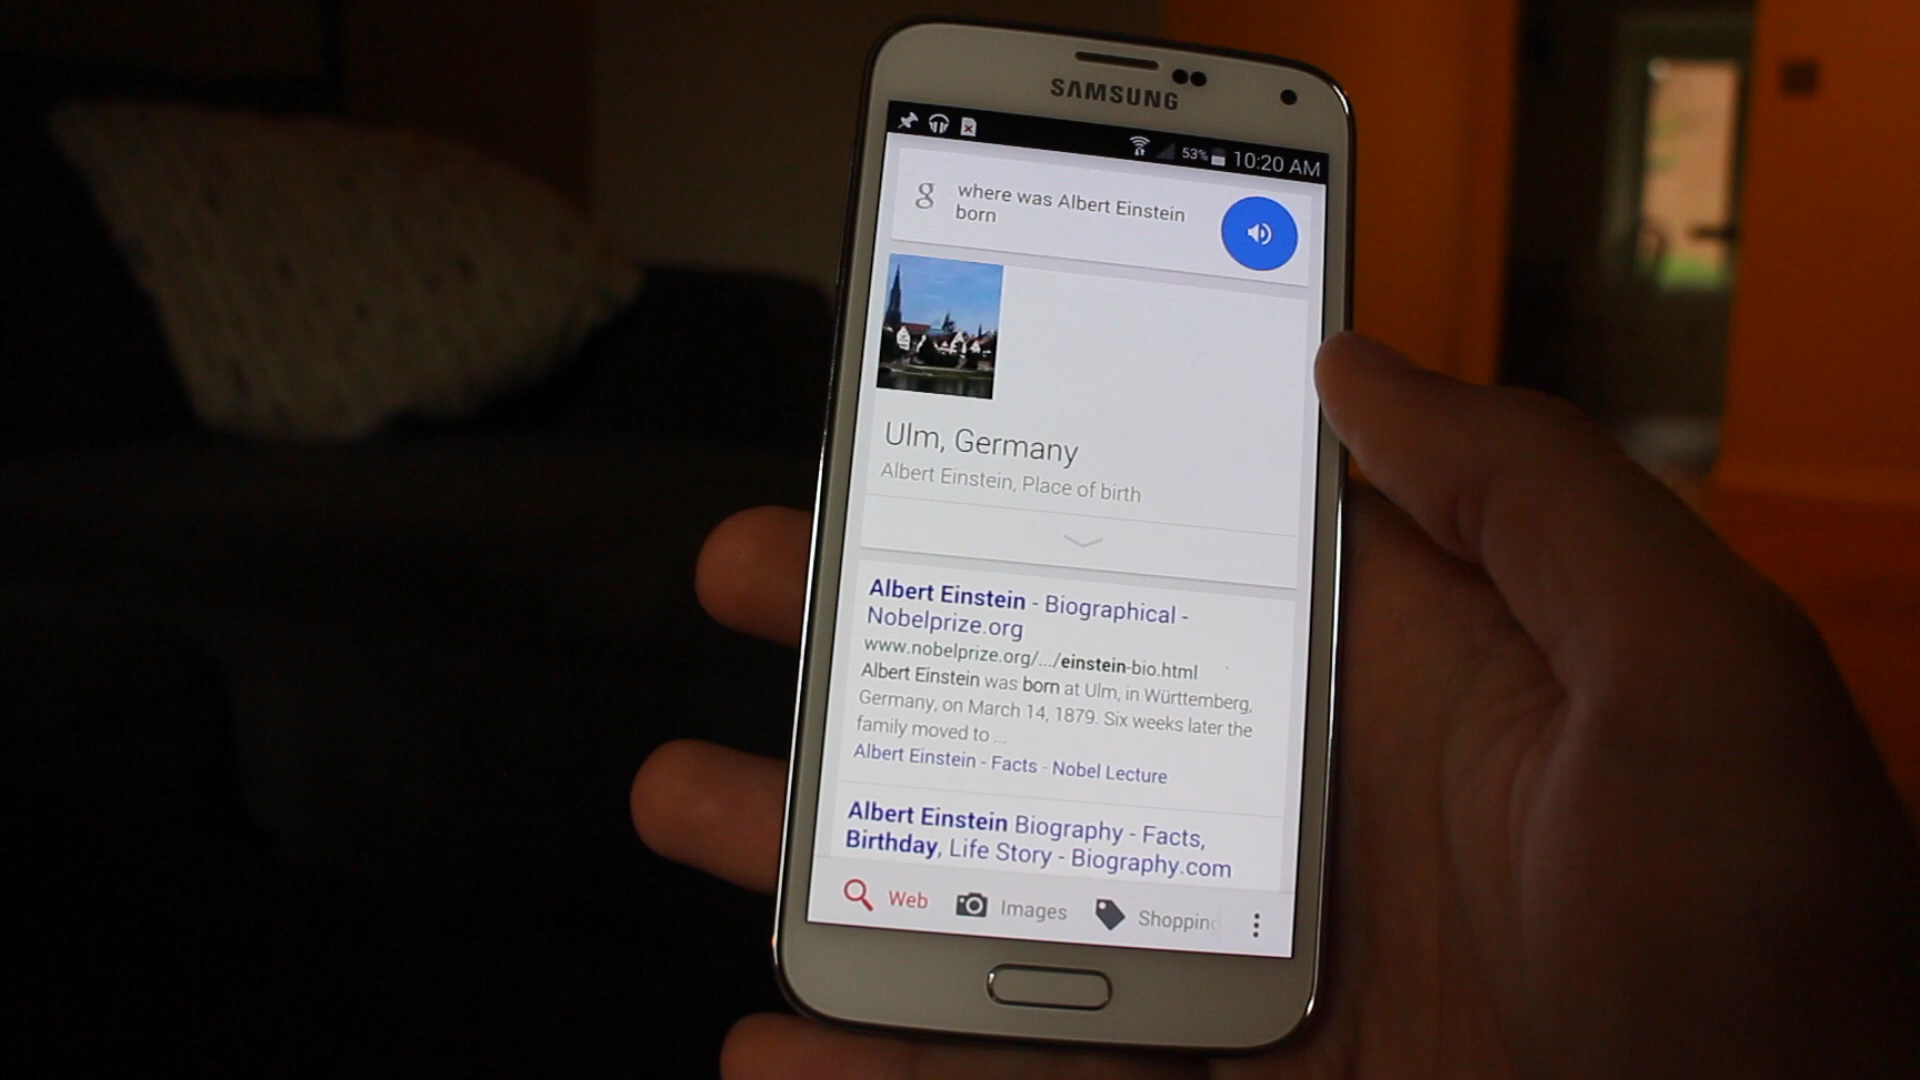 SAMSUNG
53% 10:20 AM
g where was Albert Einstein
born
Ulm, Germany
Albert Einstein, Place of birth
Albert Einstein - Biographical -
Nobelprize.org
www.nobelprize.org/.../einstein-bio.html
Albert Einstein was born at Ulm, in Württemberg,
Germany, on March 14, 1879. Six weeks later the
family moved to ...
Albert Einstein - Facts - Nobel Lecture
Albert Einstein Biography - Facts,
Birthday, Life Story - Biography.com
Web Images Shopping